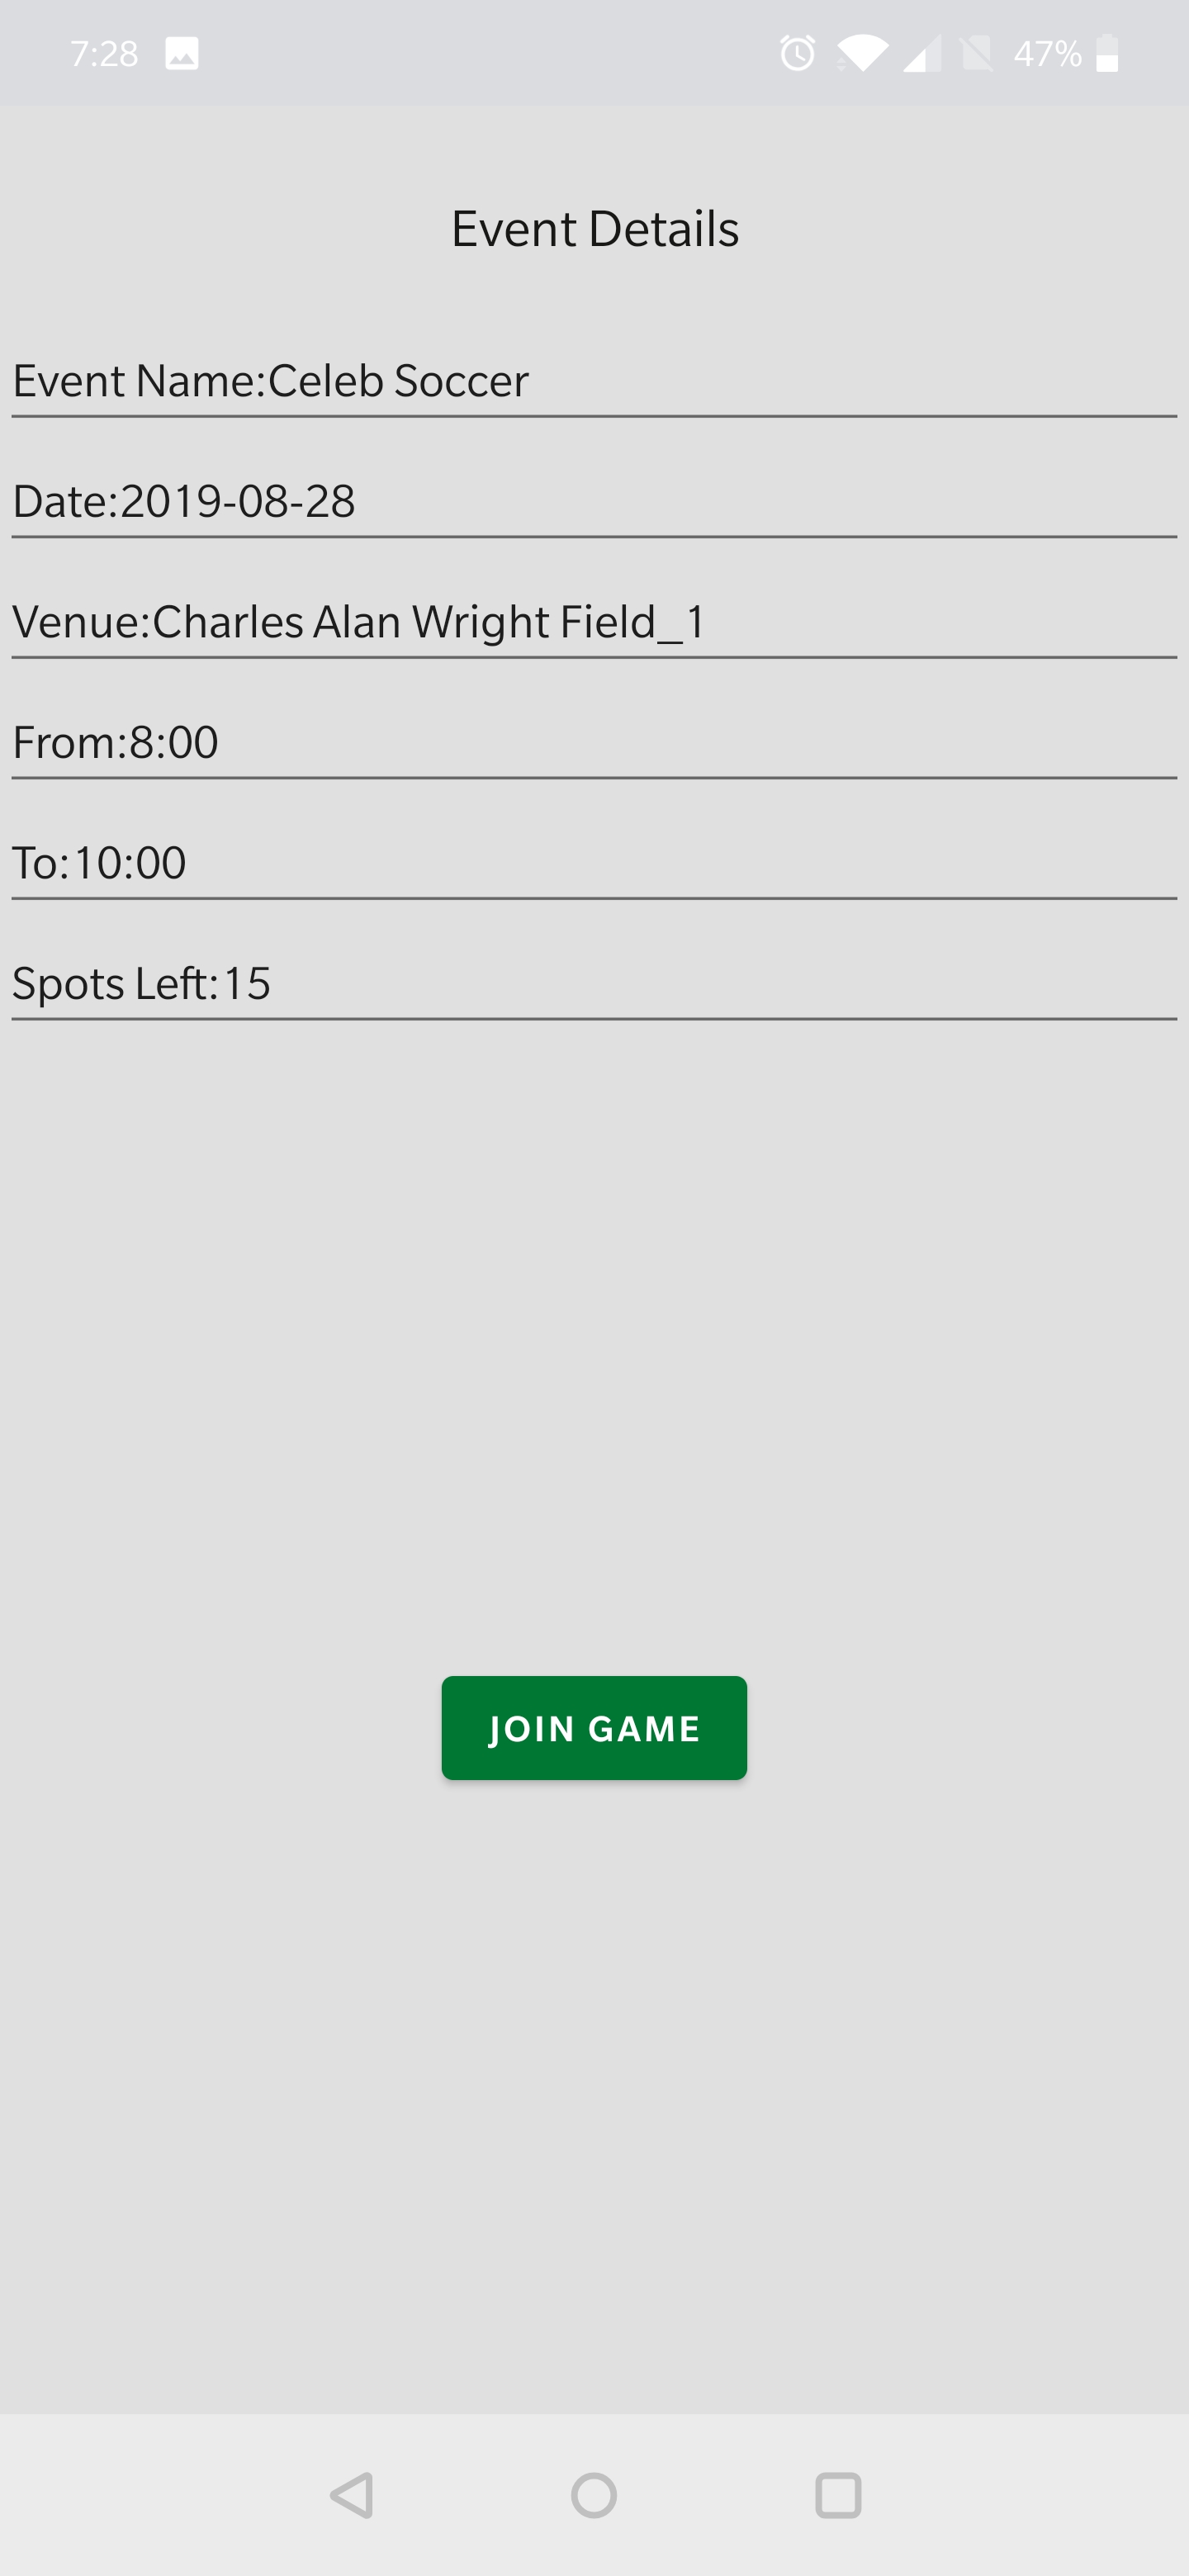 7:28 47%
Event Details
Event Name:Celeb Soccer
Date:2019-08-28
Venue:Charles Alan Wright Field_1
From:8:00
To:10:00
Spots Left:15
JOIN GAME